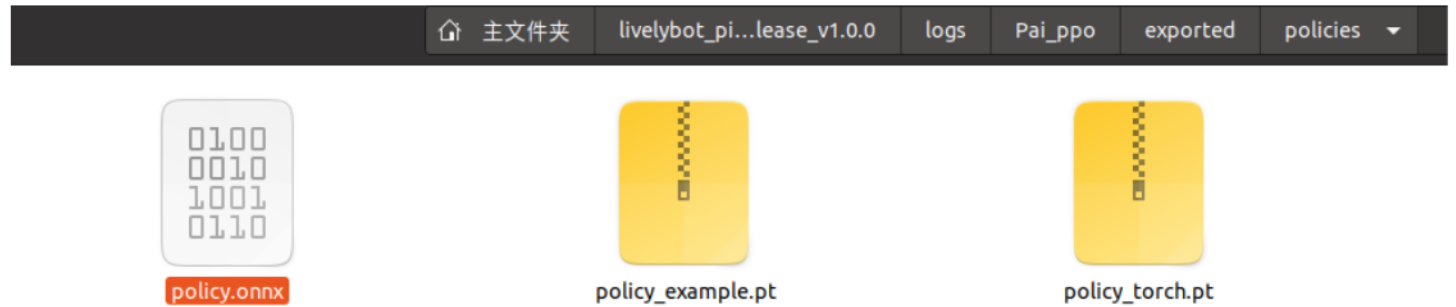 主文件夹 livelybot_pi...lease_v1.0.0 logs Pai_ppo exported policies
0100
0010
1001
0110
policy.onnx policy_example.pt policy_torch.pt